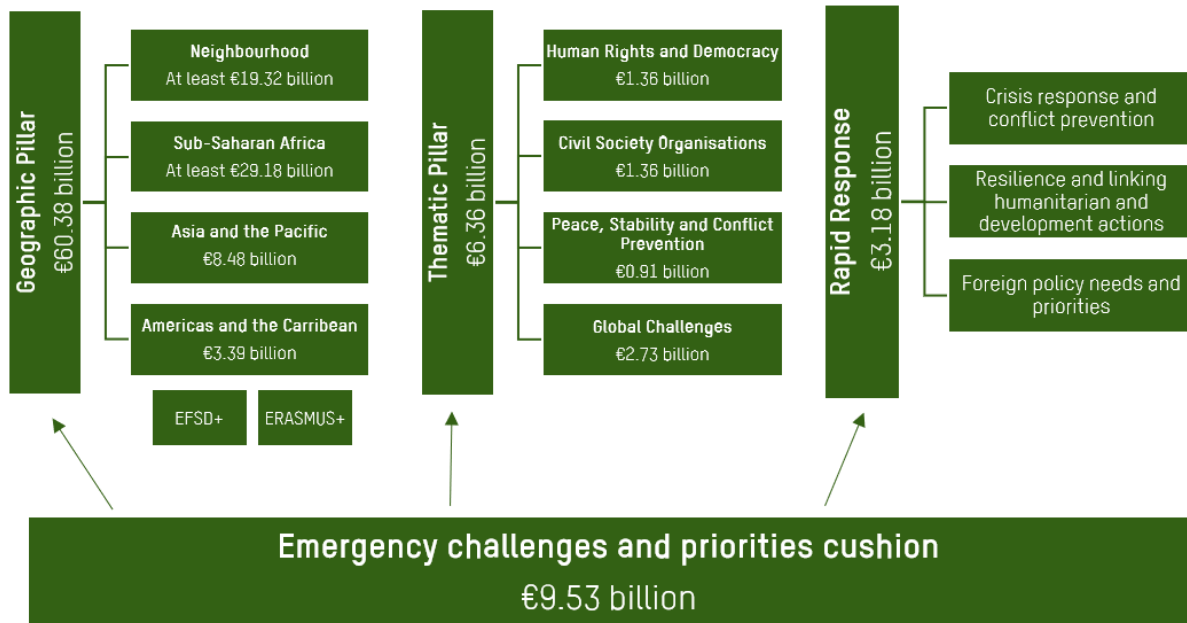 Geographic Pillar
€60.38 billion
Neighbourhood
At least €19.32 billion
Sub-Saharan Africa
At least €29.18 billion
Asia and the Pacific
€8.48 billion
Americas and the Carribean
€3.39 billion
EFSD+
ERASMUS+
Thematic Pillar
€6.36 billion
Human Rights and Democracy
€1.36 billion
Civil Society Organisations
€1.36 billion
Peace, Stability and Conflict
Prevention
€0.91 billion
Global Challenges
€2.73 billion
Rapid Response
€3.18 billion
Crisis response and
conflict prevention
Resilience and linking
humanitarian and
development actions
Foreign policy needs and
priorities
Emergency challenges and priorities cushion
€9.53 billion